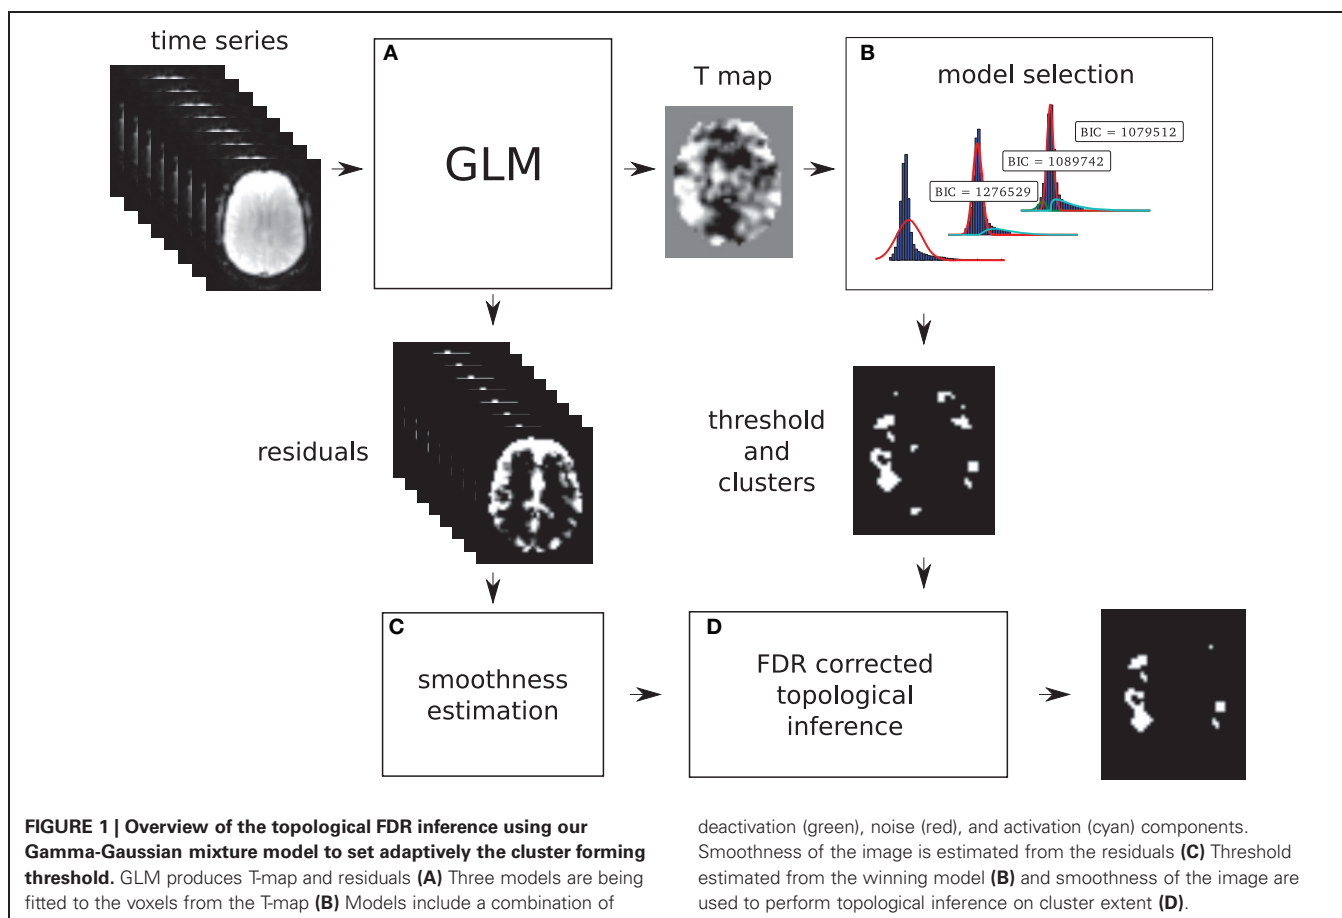 time series
A
GLM
T map
B
model selection
BIC = 1079512
BIC = 1089742
BIC = 1276529
residuals
threshold
and
clusters
C
smoothness
estimation
D
FDR corrected
topological
inference
FIGURE 1 | Overview of the topological FDR inference using our
Gamma-Gaussian mixture model to set adaptively the cluster forming
threshold. GLM produces T-map and residuals (A) Three models are being
fitted to the voxels from the T-map (B) Models include a combination of
deactivation (green), noise (red), and activation (cyan) components.
Smoothness of the image is estimated from the residuals (C) Threshold
estimated from the winning model (B) and smoothness of the image are
used to perform topological inference on cluster extent (D).